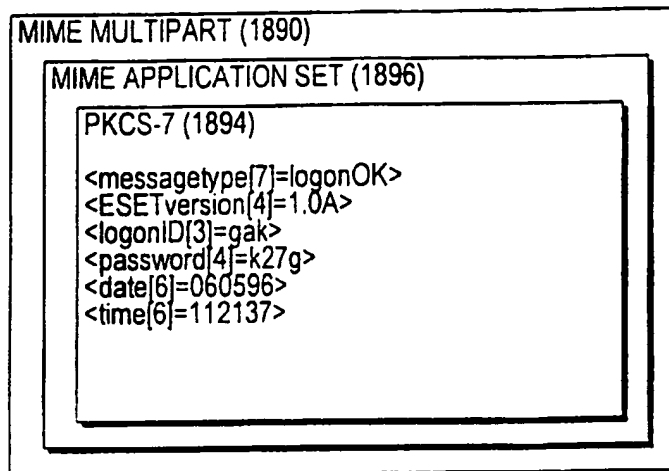 MIME MULTIPART (1890)
MIME APPLICATION SET (1896)
PKCS-7 (1894)
<messagetype[7]=logonOK>
<ESETversion[4]=1.0A>
<logonID[3]=gak>
<password[4]=k27g>
<date[6]=060596>
<time[6]=112137>